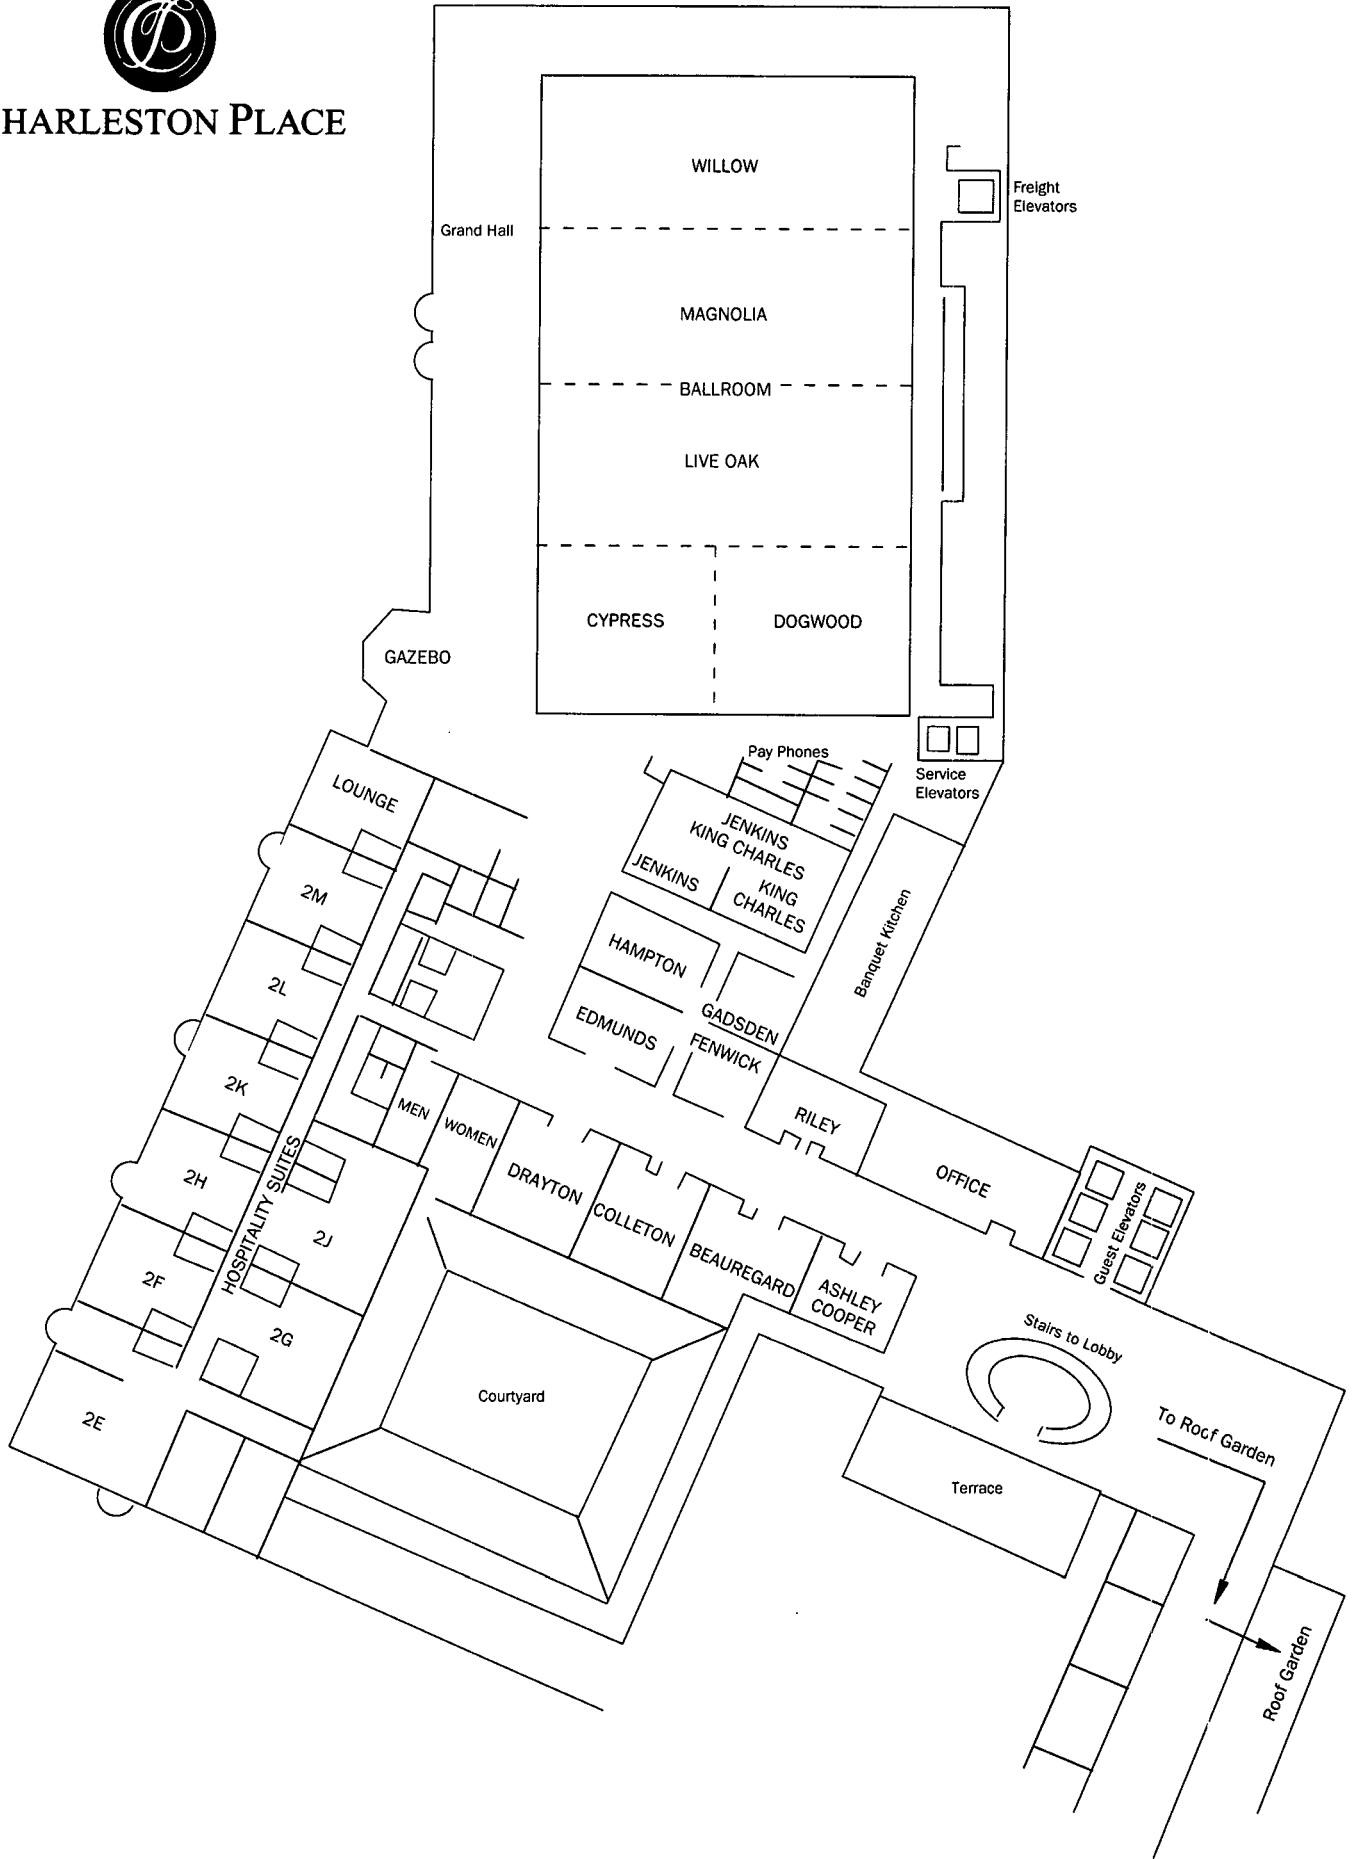 HARLESTON PLACE
WILLOW
Freight
Elevators
Grand Hall
MAGNOLIA
BALLROOM
LIVE OAK
CYPRESS
DOGWOOD
GAZEBO
Pay Phones
Service
Elevators
LOUNGE
JENKINS
KING CHARLES
JENKINS
KING
CHARLES
2M
HAMPTON
Banquet Kitchen
2L
GADSDEN
EDMUNDS
FENWICK
2K
MEN
WOMEN
RILEY
2H
DRAYTON
OFFICE
COLLETON
Guest Elevators
HOSPITALITY SUITES
2J
BEAUREGARD
2F
ASHLEY
COOPER
2G
Stairs to Lobby
2E
Courtyard
To Roof Garden
Terrace
Roof Garden